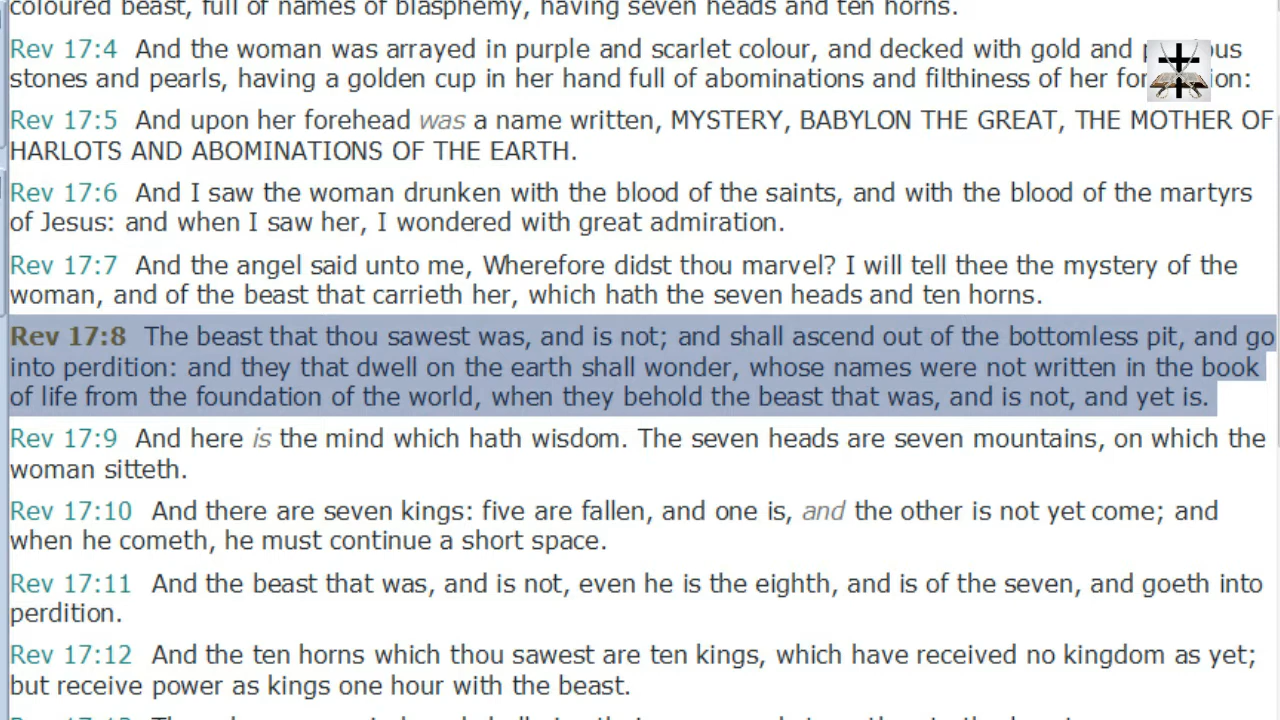 coloured beast, full of names of blasphemy, having seven heads and ten horns.
Rev 17:4 And the woman was arrayed in purple and scarlet colour, and decked with gold and
stones and pearls, having a golden cup in her hand full of abominations and filthiness of her
Rev 17:5 And upon her forehead was a name written, MYSTERY, BABYLON THE GREAT, THE MOTHER OF
HARLOTS AND ABOMINATIONS OF THE EARTH.
Rev 17:6 And I saw the woman drunken with the blood of the saints, and with the blood of the martyrs
of Jesus: and when I saw her, I wondered with great admiration.
Rev 17:7 And the angel said unto me, Wherefore didst thou marvel? I will tell thee the mystery of the
woman, and of the beast that carrieth her, which hath the seven heads and ten horns.
Rev 17:8 The beast that thou sawest was, and is not; and shall ascend out of the bottomless pit, and go
into perdition: and they that dwell on the earth shall wonder, whose names were not written in the book
of life from the foundation of the world, when they behold the beast that was, and is not, and yet is.
Rev 17:9 And here is the mind which hath wisdom. The seven heads are seven mountains, on which the
woman sitteth.
Rev 17:10 And there are seven kings: five are fallen, and one is, and the other is not yet come; and
when he cometh, he must continue a short space.
Rev 17:11 And the beast that was, and is not, even he is the eighth, and is of the seven, and goeth into
perdition.
Rev 17:12 And the ten horns which thou sawest are ten kings, which have received no kingdom as yet;
but receive power as kings one hour with the beast.